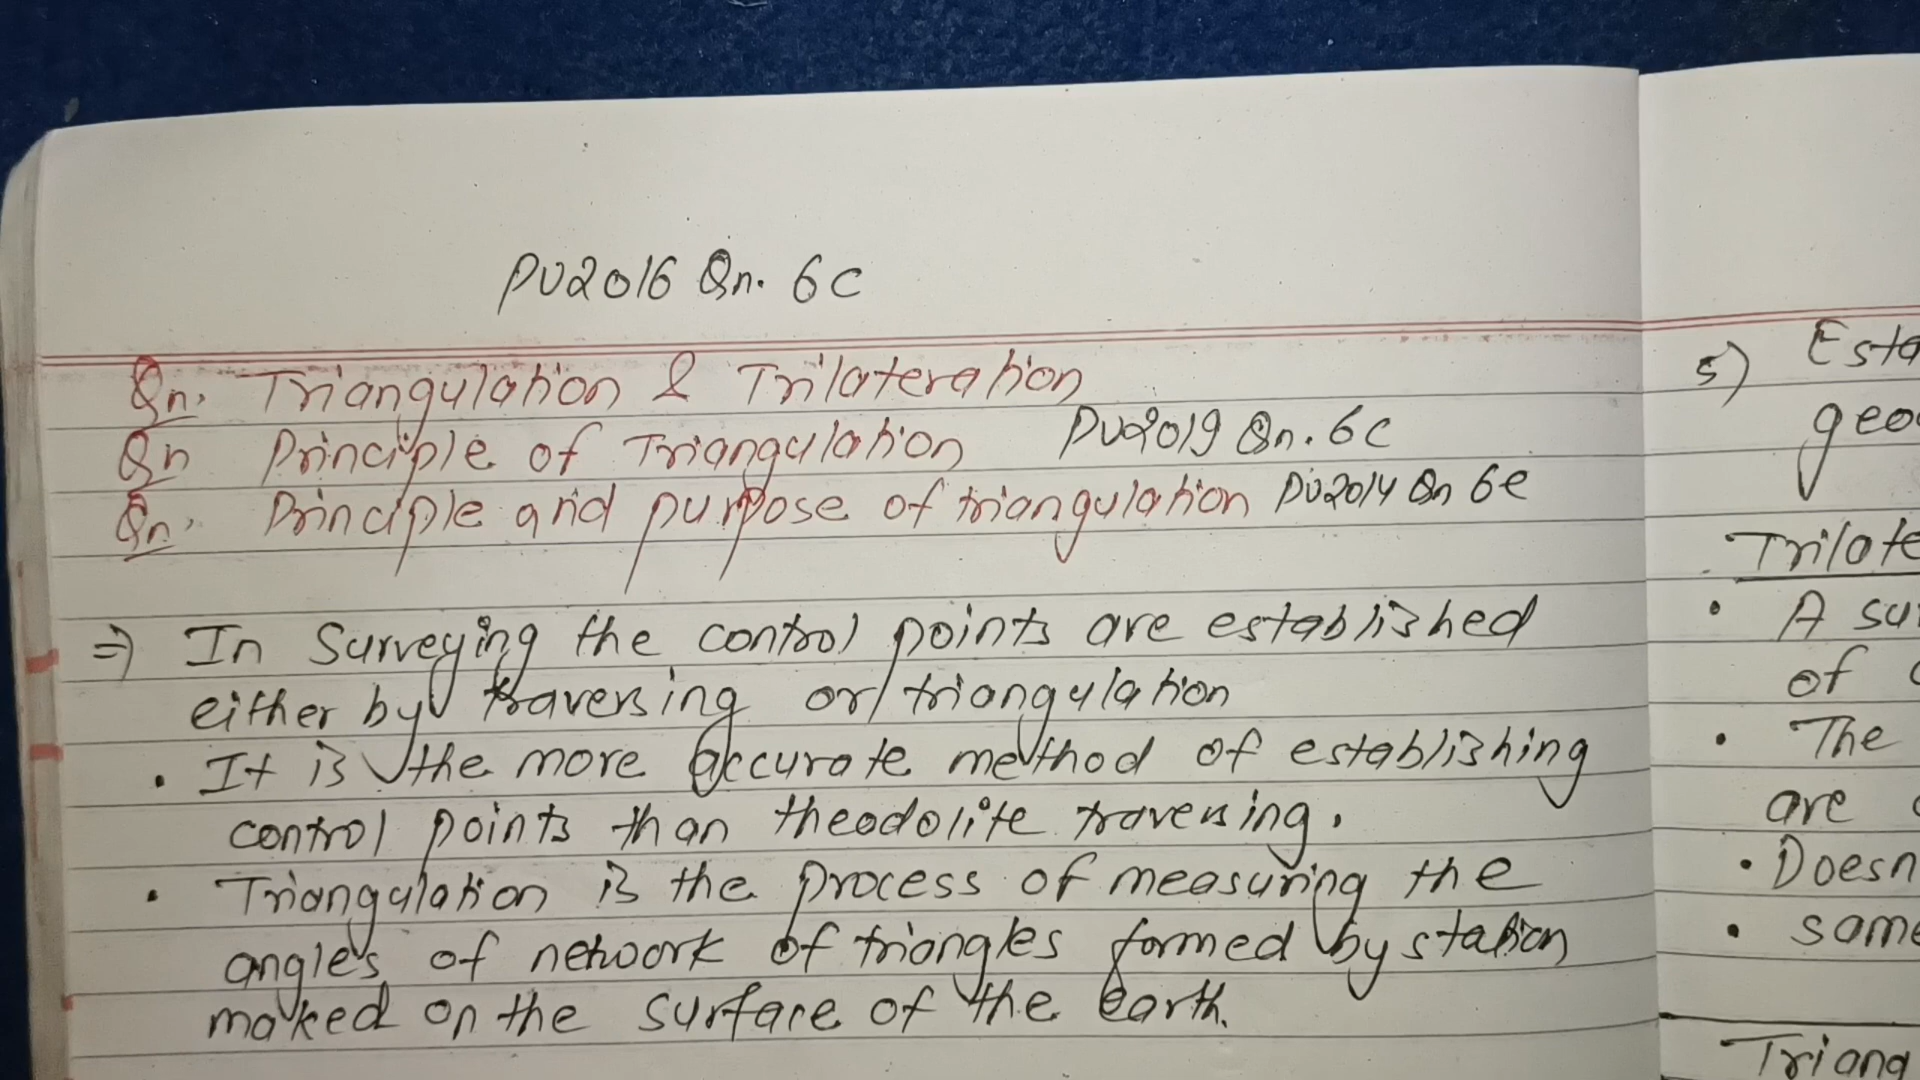 PU2016 Qn. 6c
Qn. Triangulation & Trilateration
Qn Principle of Triangulation PU2019 Qn. 6c
Qn. Principle and purpose of triangulation PU2014 Qn 6e
⇒ In Surveying the control points are established
either by traversing or triangulation
• It is the more accurate method of establishing
control points than theodolite traversing.
• Triangulation is the process of measuring the
angles of network of triangles formed by station
maked on the surface of the earth.
5) Esta
geo
Trilate
• A su
of
• The
are
• Doesn
• same
Triang